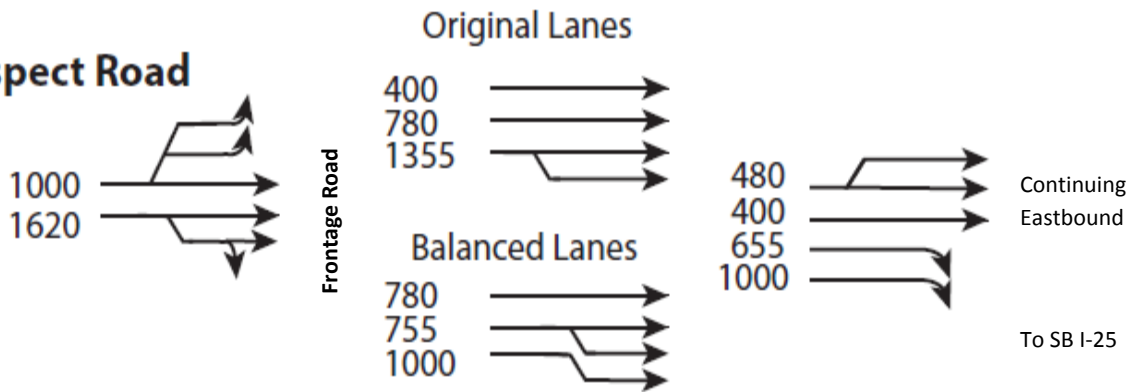 spect Road
1000
1620
Frontage Road
Original Lanes
400
780
1355
Balanced Lanes
780
755
1000
480
400
655
1000
Continuing
Eastbound
To SB I-25